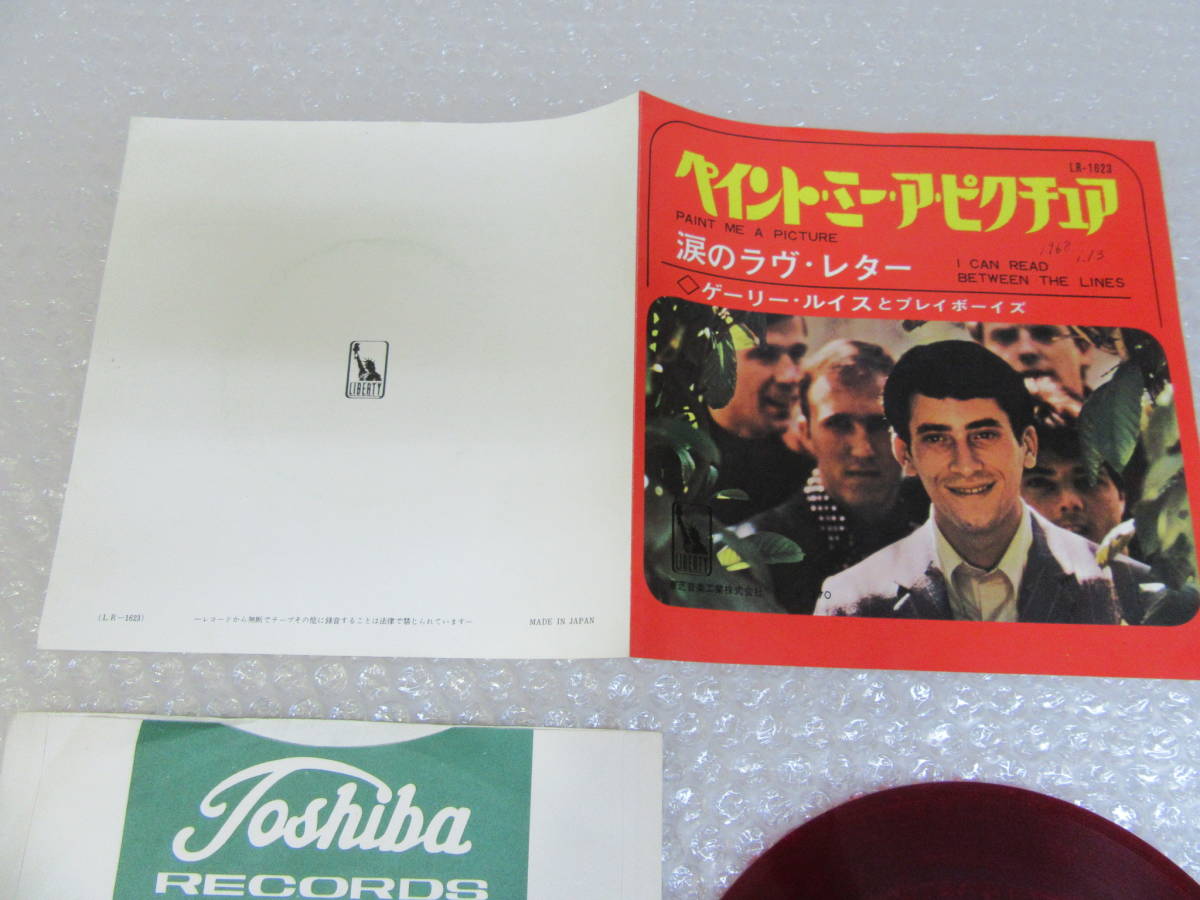 LR-1623
ペイント・ミー・ア・ピクチュア
PAINT ME A PICTURE
涙のラヴ・レター
1968 1.13
I CAN READ
BETWEEN THE LINES
◇ゲーリー・ルイスとプレイボーイズ
LIBERTY
東芝音楽工業株式会社
LIBERTY
(LR-1623)
—レコードから無断でテープその他に録音することは法律で禁じられています—
MADE IN JAPAN
Toshiba
RECORDS